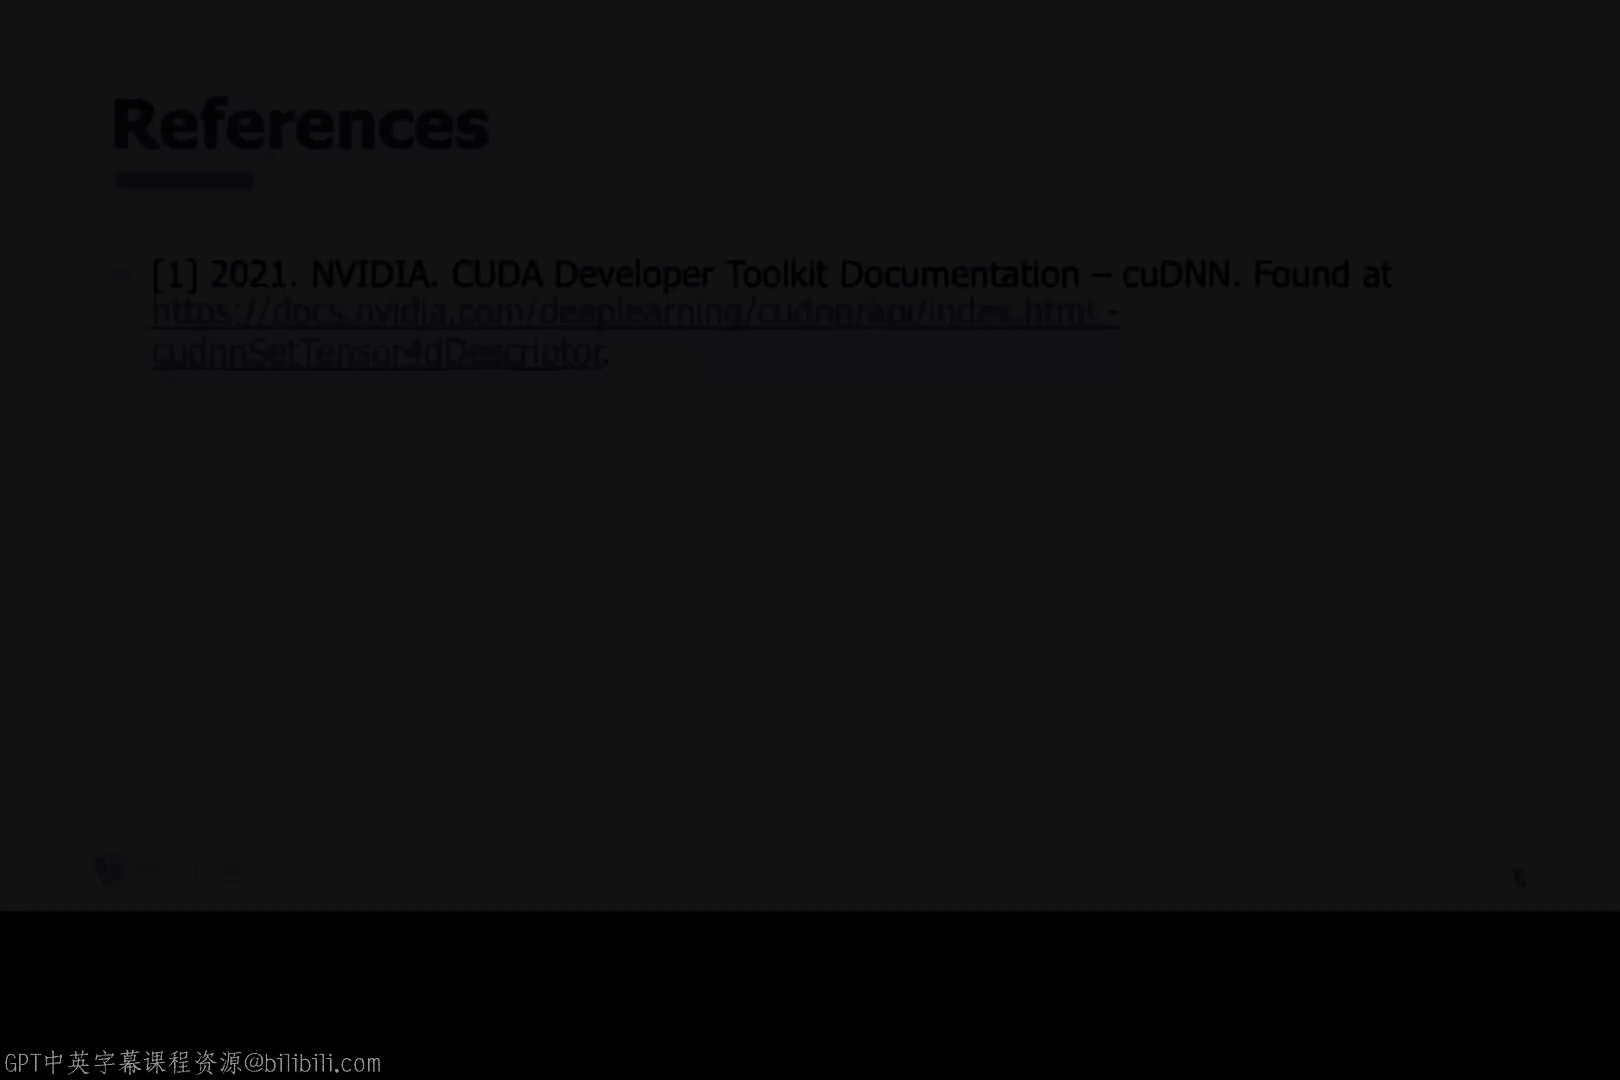 References
[1] 2021. NVIDIA. CUDA Developer Toolkit Documentation – cuDNN. Found at
https://docs.nvidia.com/deeplearning/cudnn/api/index.html -
cudnnSetTensor4dDescriptor.
GPT中英字幕课程资源@bilibili.com